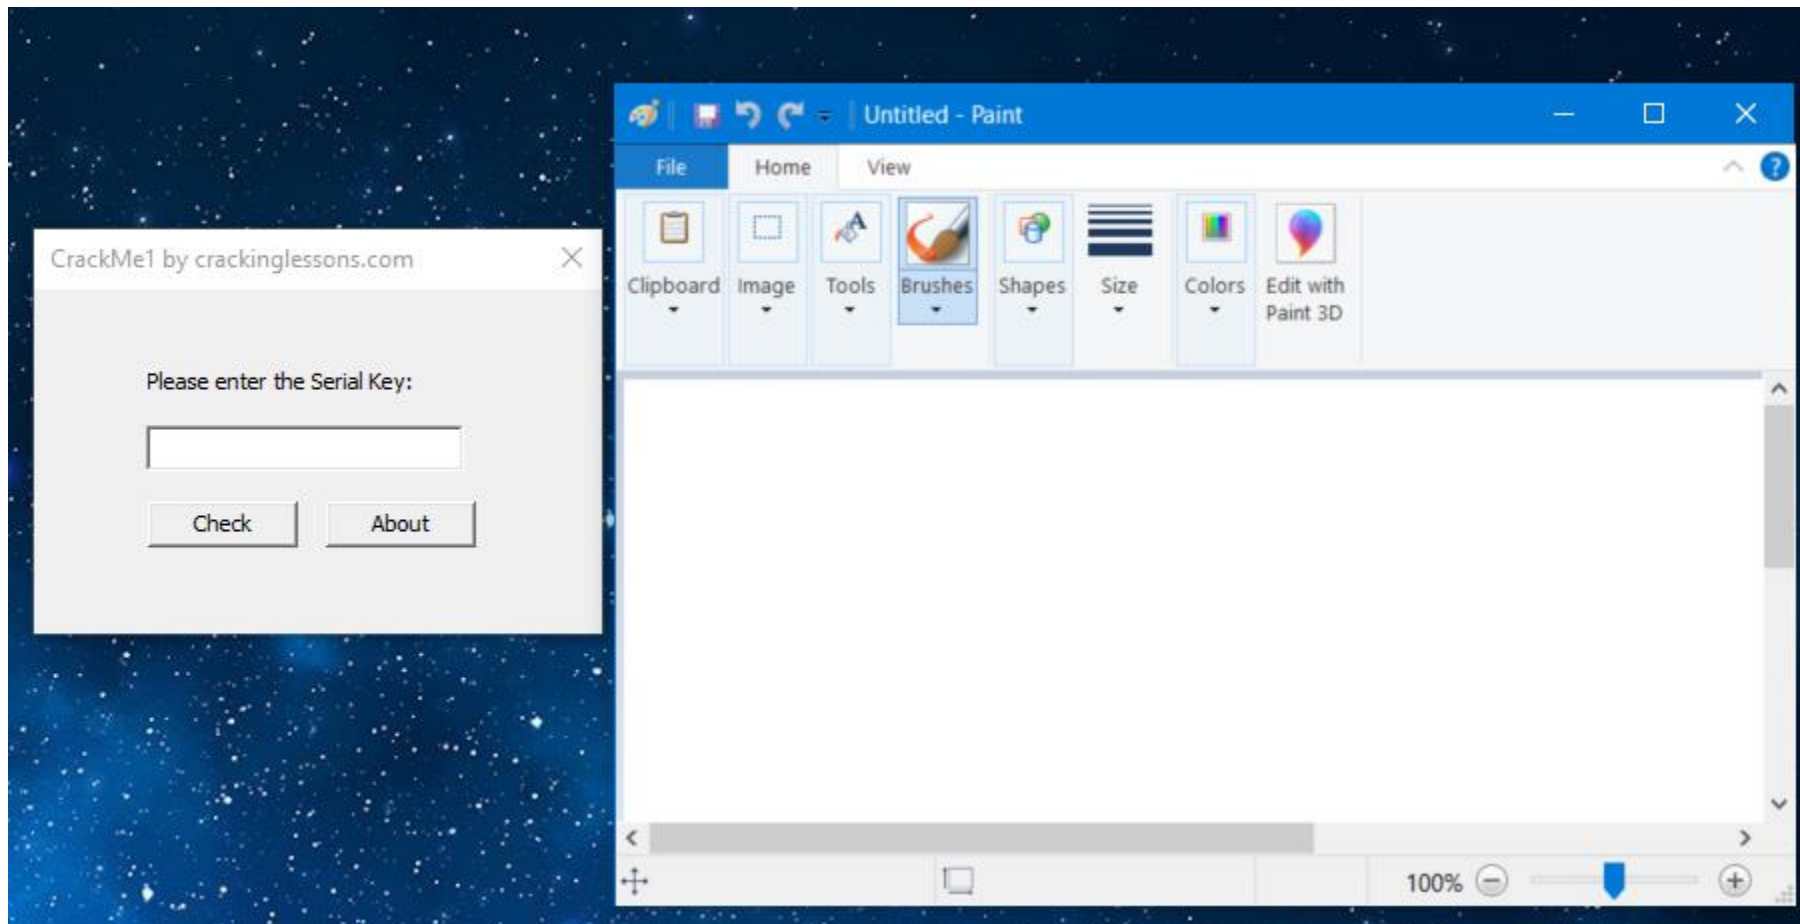 CrackMe1 by crackinglessons.com
Please enter the Serial Key:
Check About
Untitled - Paint
File Home View
Clipboard Image Tools Brushes Shapes Size Colors Edit with
Paint 3D
100%